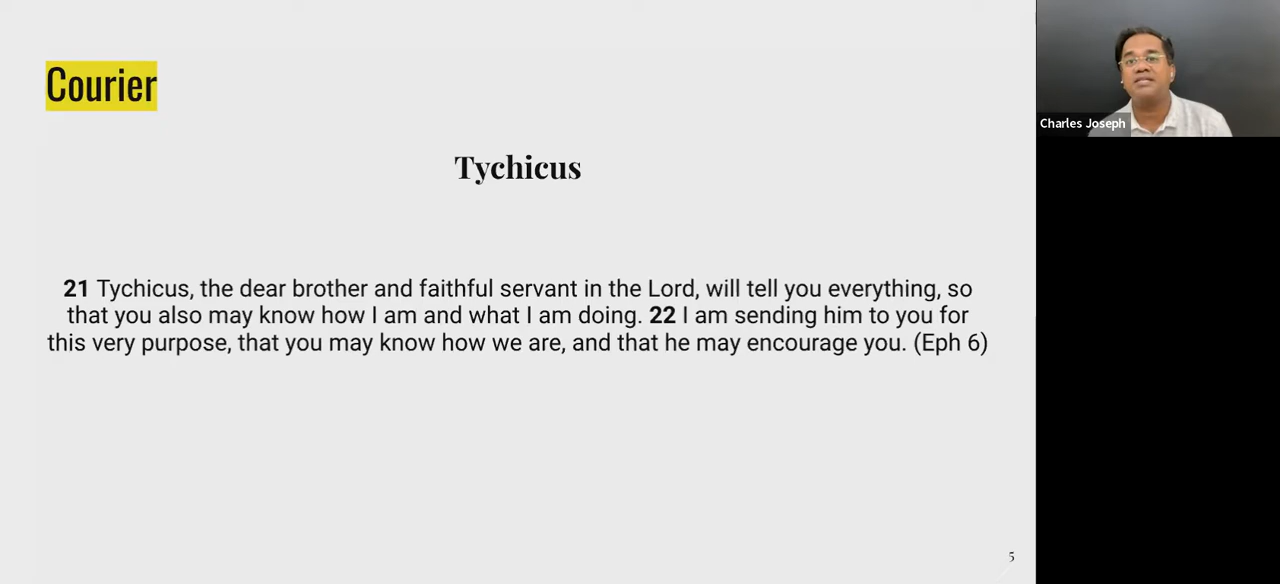 Courier
Tychicus
21 Tychicus, the dear brother and faithful servant in the Lord, will tell you everything, so
that you also may know how I am and what I am doing. 22 I am sending him to you for
this very purpose, that you may know how we are, and that he may encourage you. (Eph 6)
5
Charles Joseph